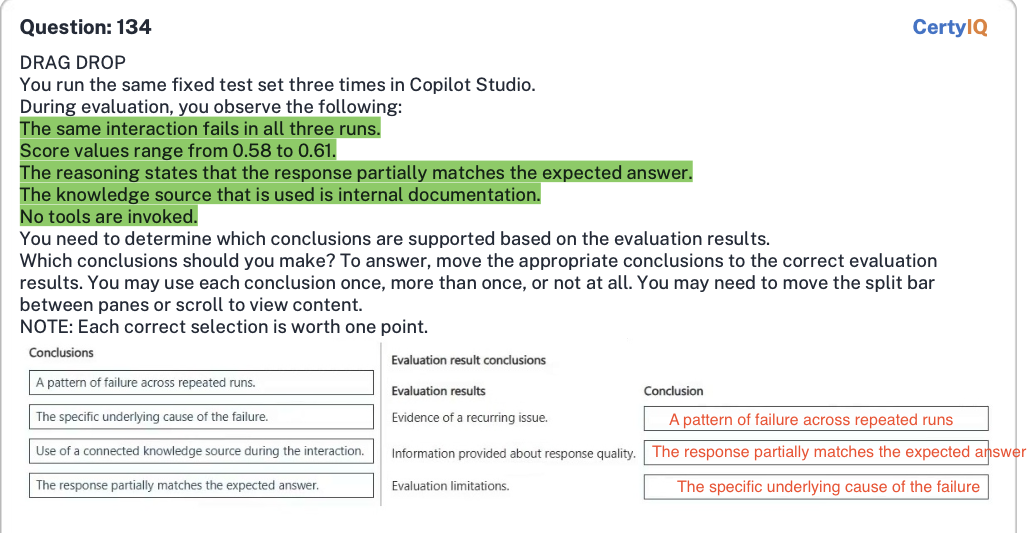 Question: 134
CertyIQ
DRAG DROP
You run the same fixed test set three times in Copilot Studio.
During evaluation, you observe the following:
The same interaction fails in all three runs.
Score values range from 0.58 to 0.61.
The reasoning states that the response partially matches the expected answer.
The knowledge source that is used is internal documentation.
No tools are invoked.
You need to determine which conclusions are supported based on the evaluation results.
Which conclusions should you make? To answer, move the appropriate conclusions to the correct evaluation
results. You may use each conclusion once, more than once, or not at all. You may need to move the split bar
between panes or scroll to view content.
NOTE: Each correct selection is worth one point.
Conclusions
A pattern of failure across repeated runs.
The specific underlying cause of the failure.
Use of a connected knowledge source during the interaction.
The response partially matches the expected answer.
Evaluation result conclusions
Evaluation results
Conclusion
Evidence of a recurring issue.
A pattern of failure across repeated runs
Information provided about response quality.
The response partially matches the expected answer
Evaluation limitations.
The specific underlying cause of the failure